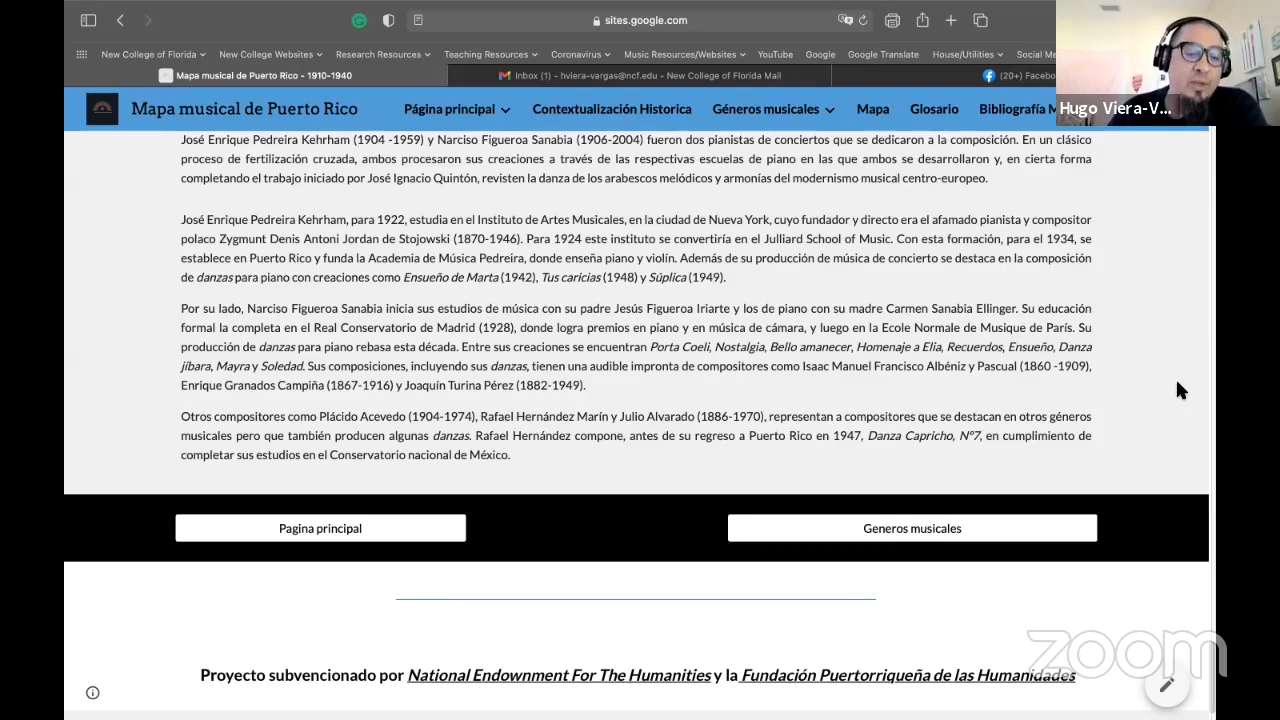 sites.google.com
New College of Florida
New College Websites
Research Resources
Teaching Resources
Coronavirus
Music Resources/Websites
YouTube
Google
Google Translate
House/Utilities
Social Me
Mapa musical de Puerto Rico - 1910-1940
Inbox (1) - hviera-vargas@ncf.edu - New College of Florida Mail
(20+) Facebo
Hugo Viera-V...
Mapa musical de Puerto Rico
Página principal
Contextualización Historica
Géneros musicales
Mapa
Glosario
Bibliografía M
José Enrique Pedreira Kehrham (1904 -1959) y Narciso Figueroa Sanabia (1906-2004) fueron dos pianistas de conciertos que se dedicaron a la composición. En un clásico
proceso de fertilización cruzada, ambos procesaron sus creaciones a través de las respectivas escuelas de piano en las que ambos se desarrollaron y, en cierta forma
completando el trabajo iniciado por José Ignacio Quintón, revisten la danza de los arabescos melódicos y armonías del modernismo musical centro-europeo.
José Enrique Pedreira Kehrham, para 1922, estudia en el Instituto de Artes Musicales, en la ciudad de Nueva York, cuyo fundador y directo era el afamado pianista y compositor
polaco Zygmunt Denis Antoni Jordan de Stojowski (1870-1946). Para 1924 este instituto se convertiría en el Julliard School of Music. Con esta formación, para el 1934, se
establece en Puerto Rico y funda la Academia de Música Pedreira, donde enseña piano y violín. Además de su producción de música de concierto se destaca en la composición
de danzas para piano con creaciones como Ensueño de Marta (1942), Tus caricias (1948) y Súplica (1949).
Por su lado, Narciso Figueroa Sanabia inicia sus estudios de música con su padre Jesús Figueroa Iriarte y los de piano con su madre Carmen Sanabia Ellinger. Su educación
formal la completa en el Real Conservatorio de Madrid (1928), donde logra premios en piano y en música de cámara, y luego en la Ecole Normale de Musique de París. Su
producción de danzas para piano rebasa esta década. Entre sus creaciones se encuentran Porta Coeli, Nostalgia, Bello amanecer, Homenaje a Elia, Recuerdos, Ensueño, Danza
jíbara, Mayra y Soledad. Sus composiciones, incluyendo sus danzas, tienen una audible impronta de compositores como Isaac Manuel Francisco Albéniz y Pascual (1860 -1909),
Enrique Granados Campiña (1867-1916) y Joaquín Turina Pérez (1882-1949).
Otros compositores como Plácido Acevedo (1904-1974), Rafael Hernández Marín y Julio Alvarado (1886-1970), representan a compositores que se destacan en otros géneros
musicales pero que también producen algunas danzas. Rafael Hernández compone, antes de su regreso a Puerto Rico en 1947, Danza Capricho, Nº7, en cumplimiento de
completar sus estudios en el Conservatorio nacional de México.
Pagina principal
Generos musicales
Proyecto subvencionado por National Endownment For The Humanities y la Fundación Puertorriqueña de las Humanidades
zoom